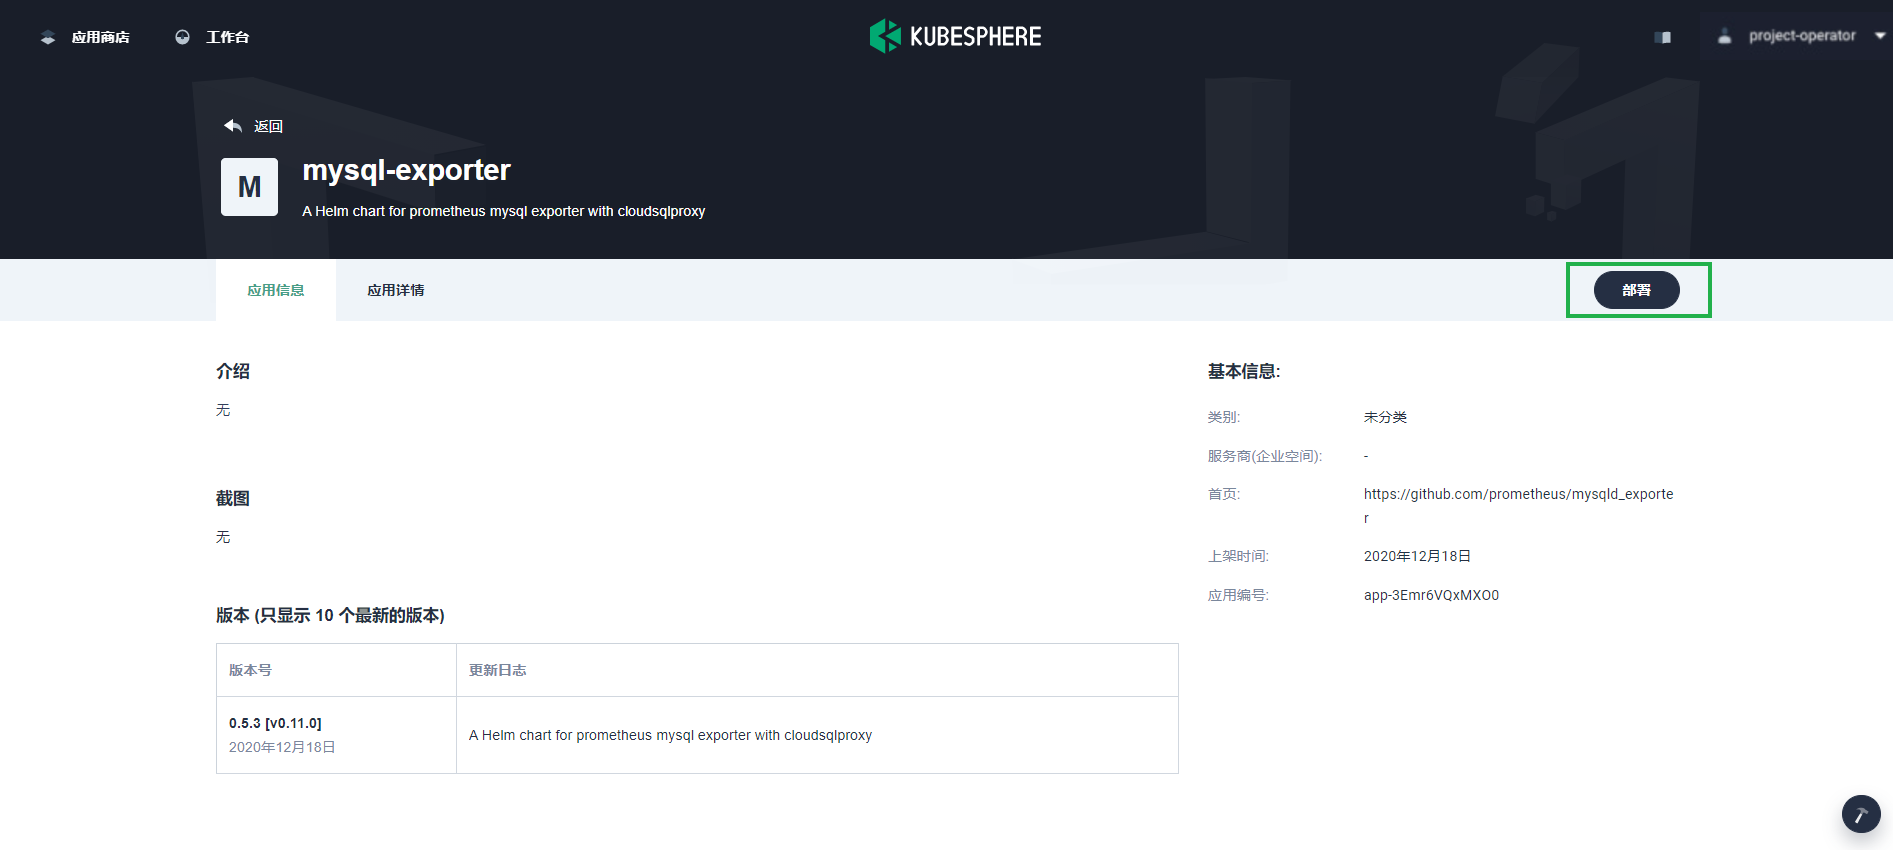 应用商店
工作台
KUBESPHERE
project-operator
返回
M
mysql-exporter
A Helm chart for prometheus mysql exporter with cloudsqlproxy
应用信息
应用详情
部署
介绍
无
截图
无
版本 (只显示 10 个最新的版本)
版本号
更新日志
0.5.3 [v0.11.0]
2020年12月18日
A Helm chart for prometheus mysql exporter with cloudsqlproxy
基本信息:
类别:
未分类
服务商(企业空间):
-
首页:
https://github.com/prometheus/mysqld_exporte
r
上架时间:
2020年12月18日
应用编号:
app-3Emr6VQxMXO0